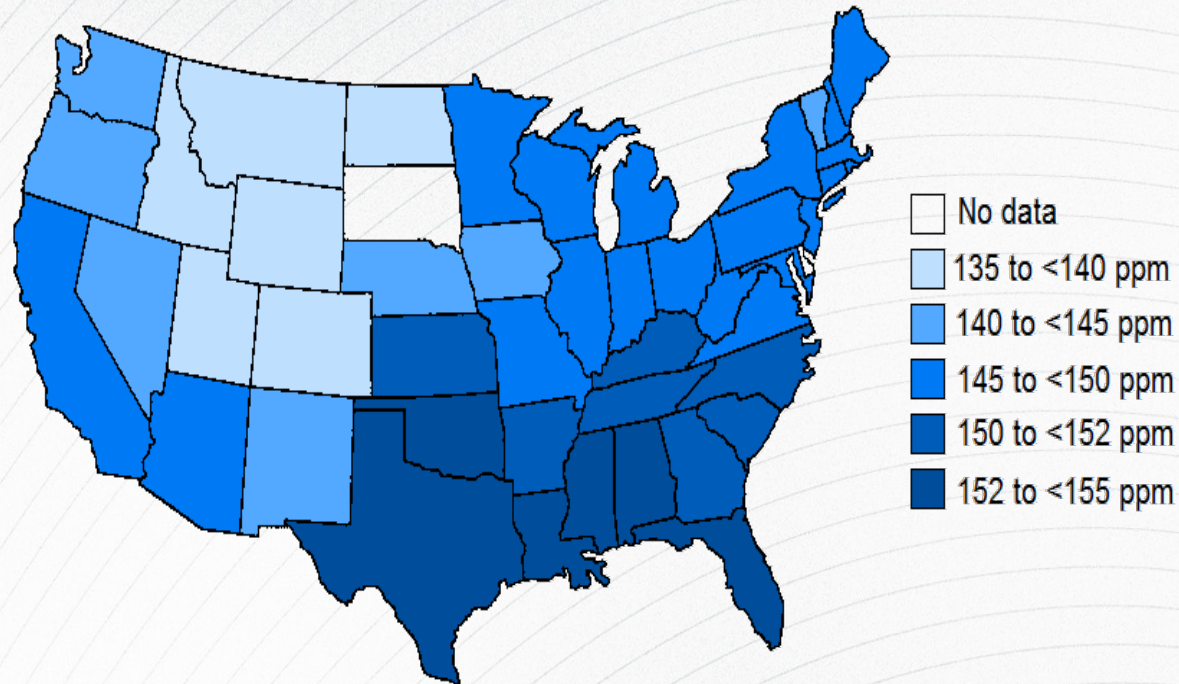 No data
135 to <140 ppm
140 to <145 ppm
145 to <150 ppm
150 to <152 ppm
152 to <155 ppm